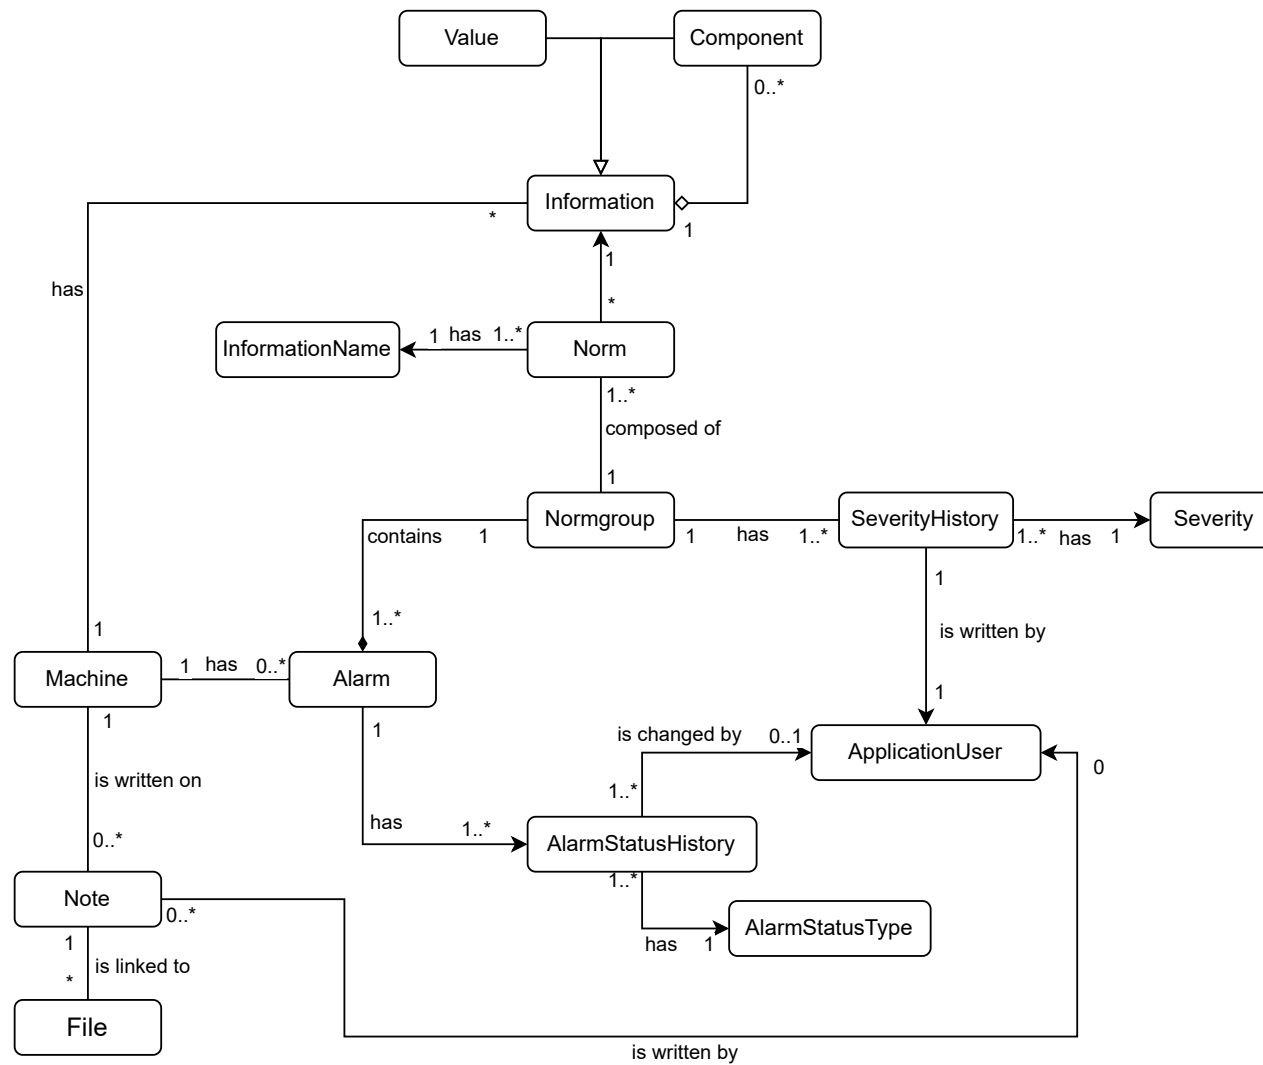 Value
Component
0..*
Information
*
1
has
1
*
InformationName
1 has 1..*
Norm
1..*
composed of
1
Normgroup
SeverityHistory
Severity
contains 1
1 has 1..*
1..* has 1
1
1..*
is written by
1
Machine
1 has 0..*
Alarm
1
1
1
is changed by 0..1
ApplicationUser
0
is written on
1..*
has 1..*
AlarmStatusHistory
0..*
1..*
Note
0..*
AlarmStatusType
has 1
1
is linked to
*
File
is written by